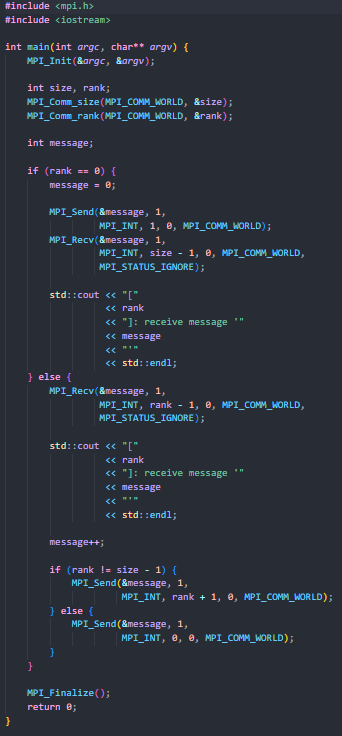 #include <mpi.h>
#include <iostream>
int main(int argc, char** argv) {
MPI_Init(&argc, &argv);
int size, rank;
MPI_Comm_size(MPI_COMM_WORLD, &size);
MPI_Comm_rank(MPI_COMM_WORLD, &rank);
int message;
if (rank == 0) {
message = 0;
MPI_Send(&message, 1,
MPI_INT, 1, 0, MPI_COMM_WORLD);
MPI_Recv(&message, 1,
MPI_INT, size - 1, 0, MPI_COMM_WORLD,
MPI_STATUS_IGNORE);
std::cout << "["
<< rank
<< "]: receive message '"
<< message
<< "'"
<< std::endl;
} else {
MPI_Recv(&message, 1,
MPI_INT, rank - 1, 0, MPI_COMM_WORLD,
MPI_STATUS_IGNORE);
std::cout << "["
<< rank
<< "]: receive message '"
<< message
<< "'"
<< std::endl;
message++;
if (rank != size - 1) {
MPI_Send(&message, 1,
MPI_INT, rank + 1, 0, MPI_COMM_WORLD);
} else {
MPI_Send(&message, 1,
MPI_INT, 0, 0, MPI_COMM_WORLD);
}
}
MPI_Finalize();
return 0;
}